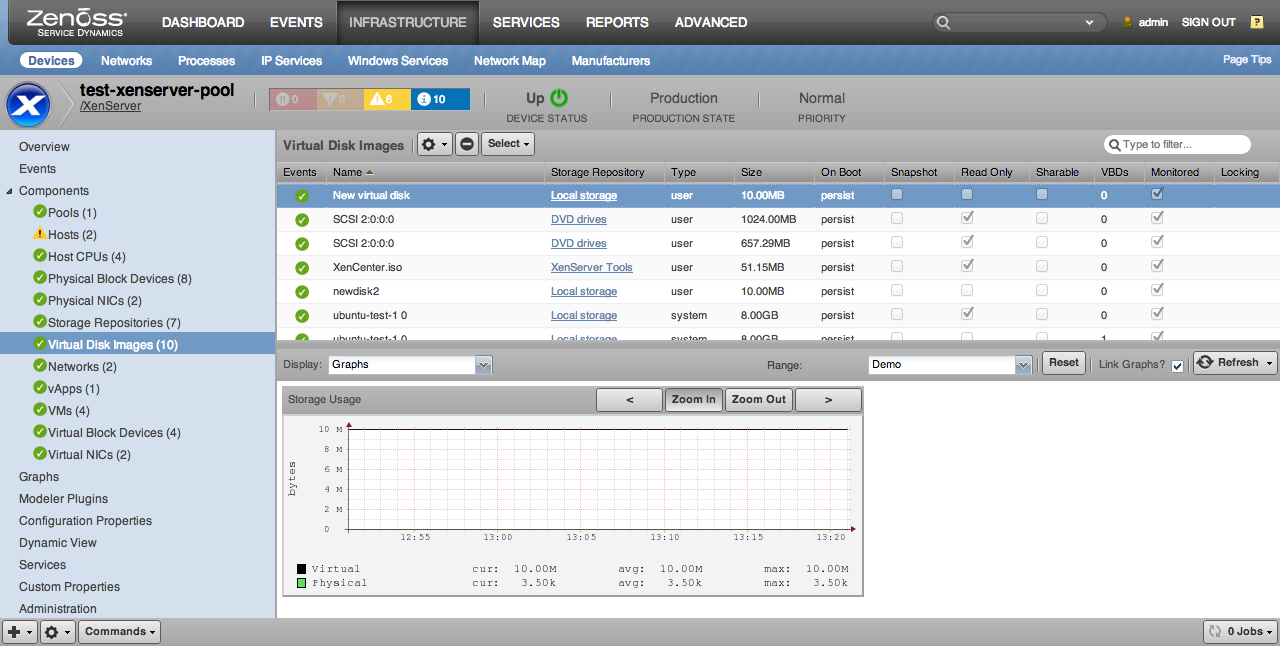 Zenoss
SERVICE DYNAMICS
DASHBOARD EVENTS INFRASTRUCTURE SERVICES REPORTS ADVANCED
admin SIGN OUT ?
Devices Networks Processes IP Services Windows Services Network Map Manufacturers Page Tips
test-xenserver-pool
/XenServer
0 0 6 10
Up Production Normal
DEVICE STATUS PRODUCTION STATE PRIORITY
Overview
Events
Components
Pools (1)
Hosts (2)
Host CPUs (4)
Physical Block Devices (8)
Physical NICs (2)
Storage Repositories (7)
Virtual Disk Images (10)
Networks (2)
vApps (1)
VMs (4)
Virtual Block Devices (4)
Virtual NICs (2)
Graphs
Modeler Plugins
Configuration Properties
Dynamic View
Services
Custom Properties
Administration
Virtual Disk Images Select Type to filter...
Events Name Storage Repository Type Size On Boot Snapshot Read Only Sharable VBDs Monitored Locking
New virtual disk Local storage user 10.00MB persist 0
SCSI 2:0:0:0 DVD drives user 1024.00MB persist 0
SCSI 2:0:0:0 DVD drives user 657.29MB persist 0
XenCenter.iso XenServer Tools user 51.15MB persist 0
newdisk2 Local storage user 10.00MB persist 0
ubuntu-test-1 0 Local storage system 8.00GB persist 0
ubuntu-test-1 0 Local storage system 8.00GB persist 1
Display: Graphs Range: Demo Reset Link Graphs? Refresh
Storage Usage < Zoom In Zoom Out >
bytes
10 M
8 M
6 M
4 M
2 M
0
12:55 13:00 13:05 13:10 13:15 13:20
Virtual cur: 10.00M avg: 10.00M max: 10.00M
Physical cur: 3.50k avg: 3.50k max: 3.50k
Commands 0 Jobs